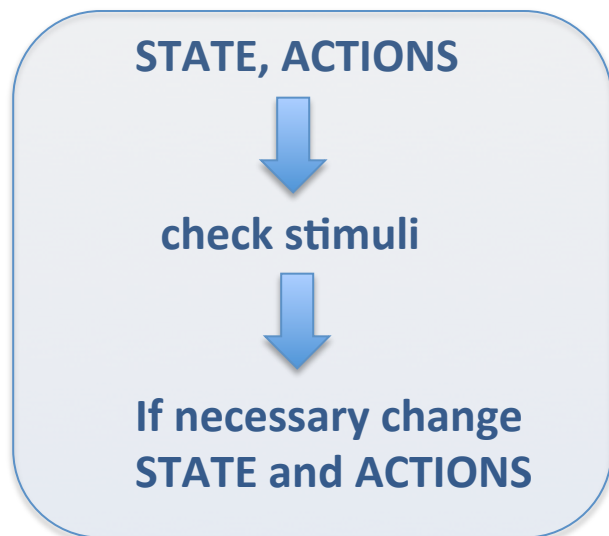 STATE, ACTIONS
check stimuli
If necessary change
STATE and ACTIONS